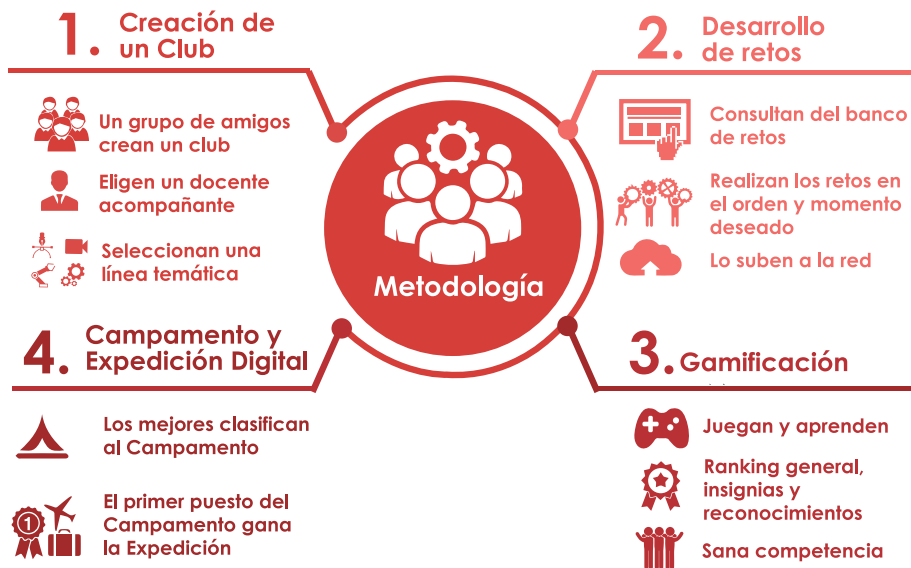 1. Creación de
un Club
Un grupo de amigos
crean un club
Eligen un docente
acompañante
Seleccionan una
línea temática
2. Desarrollo
de retos
Consultan del banco
de retos
Realizan los retos en
el orden y momento
deseado
Lo suben a la red
Metodología
3. Gamificación
Juegan y aprenden
Ranking general,
insignias y
reconocimientos
Sana competencia
4. Campamento y
Expedición Digital
Los mejores clasifican
al Campamento
1
El primer puesto del
Campamento gana
la Expedición